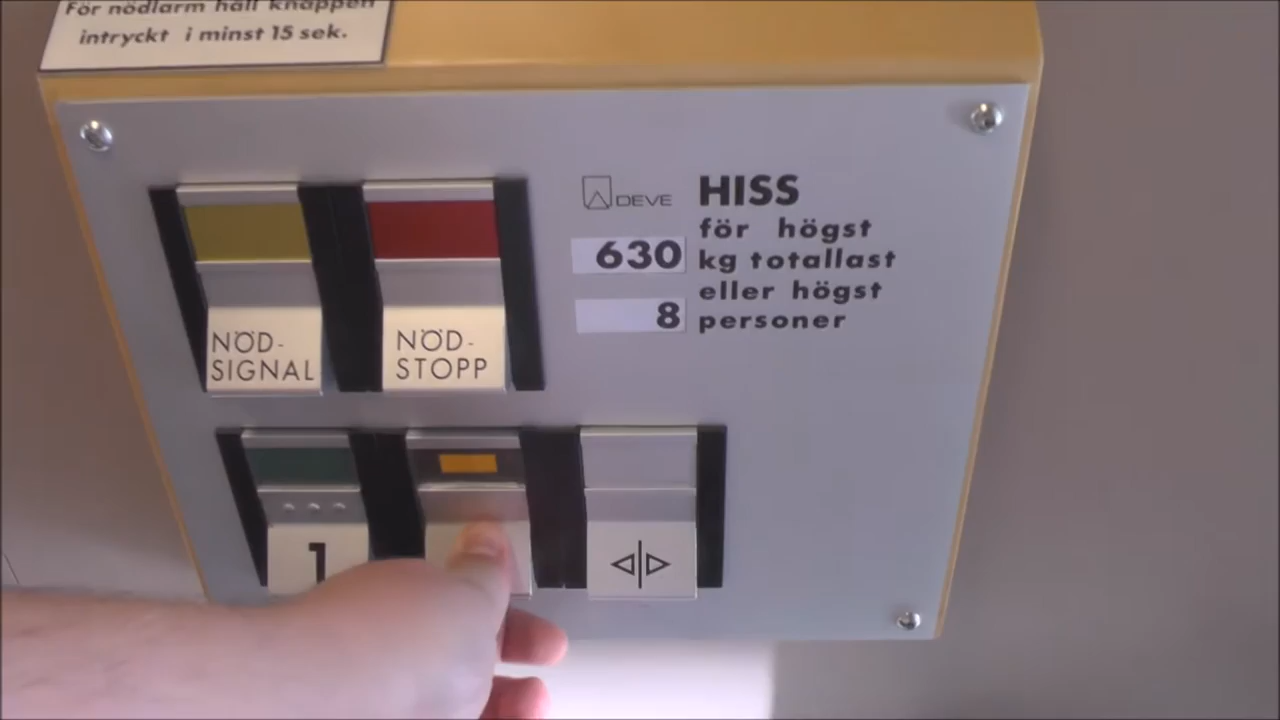 För nödlarm håll knappen
intryckt i minst 15 sek.
DEVE HISS
för högst
630 kg totallast
eller högst
8 personer
NÖD-
SIGNAL
NÖD-
STOPP
1